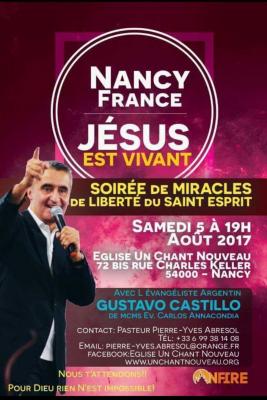 NANCY
FRANCE
JÉSUS
EST VIVANT
SOIRÉE DE MIRACLES
DE LIBERTÉ DU SAINT ESPRIT
SAMEDI 5 À 19H
AOÛT 2017
EGLISE UN CHANT NOUVEAU
72 BIS RUE CHARLES KELLER
54000 - NANCY
AVEC L ÉVANGÉLISTE ARGENTIN
GUSTAVO CASTILLO
DE MCMS EV. CARLOS ANNACONDIA
CONTACT: PASTEUR PIERRE-YVES ABRESOL
TEL: +33 6 99 38 14 08
EMAIL: PIERRE-YVES.ABRESOL@ORANGE.FR
FACEBOOK:EGLISE UN CHANT NOUVEAU
WWW.UNCHANTNOUVEAU.ORG
NOUS T'ATTENDONS!!
POUR DIEU RIEN N'EST IMPOSSIBLE!
ONFIRE